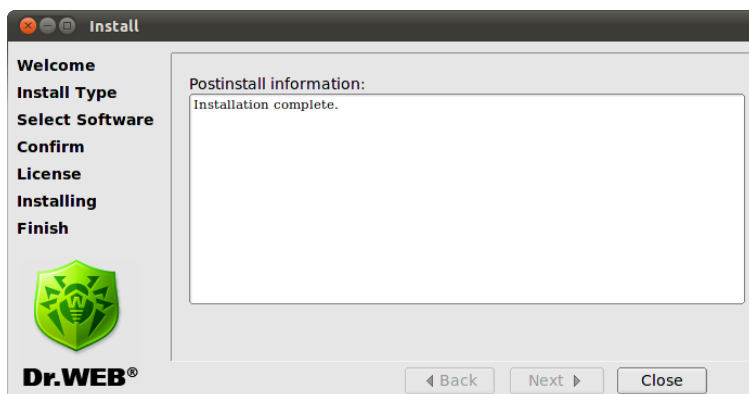 Install
Welcome
Install Type
Select Software
Confirm
License
Installing
Finish
Dr.WEB®
Postinstall information:
Installation complete.
Back
Next
Close